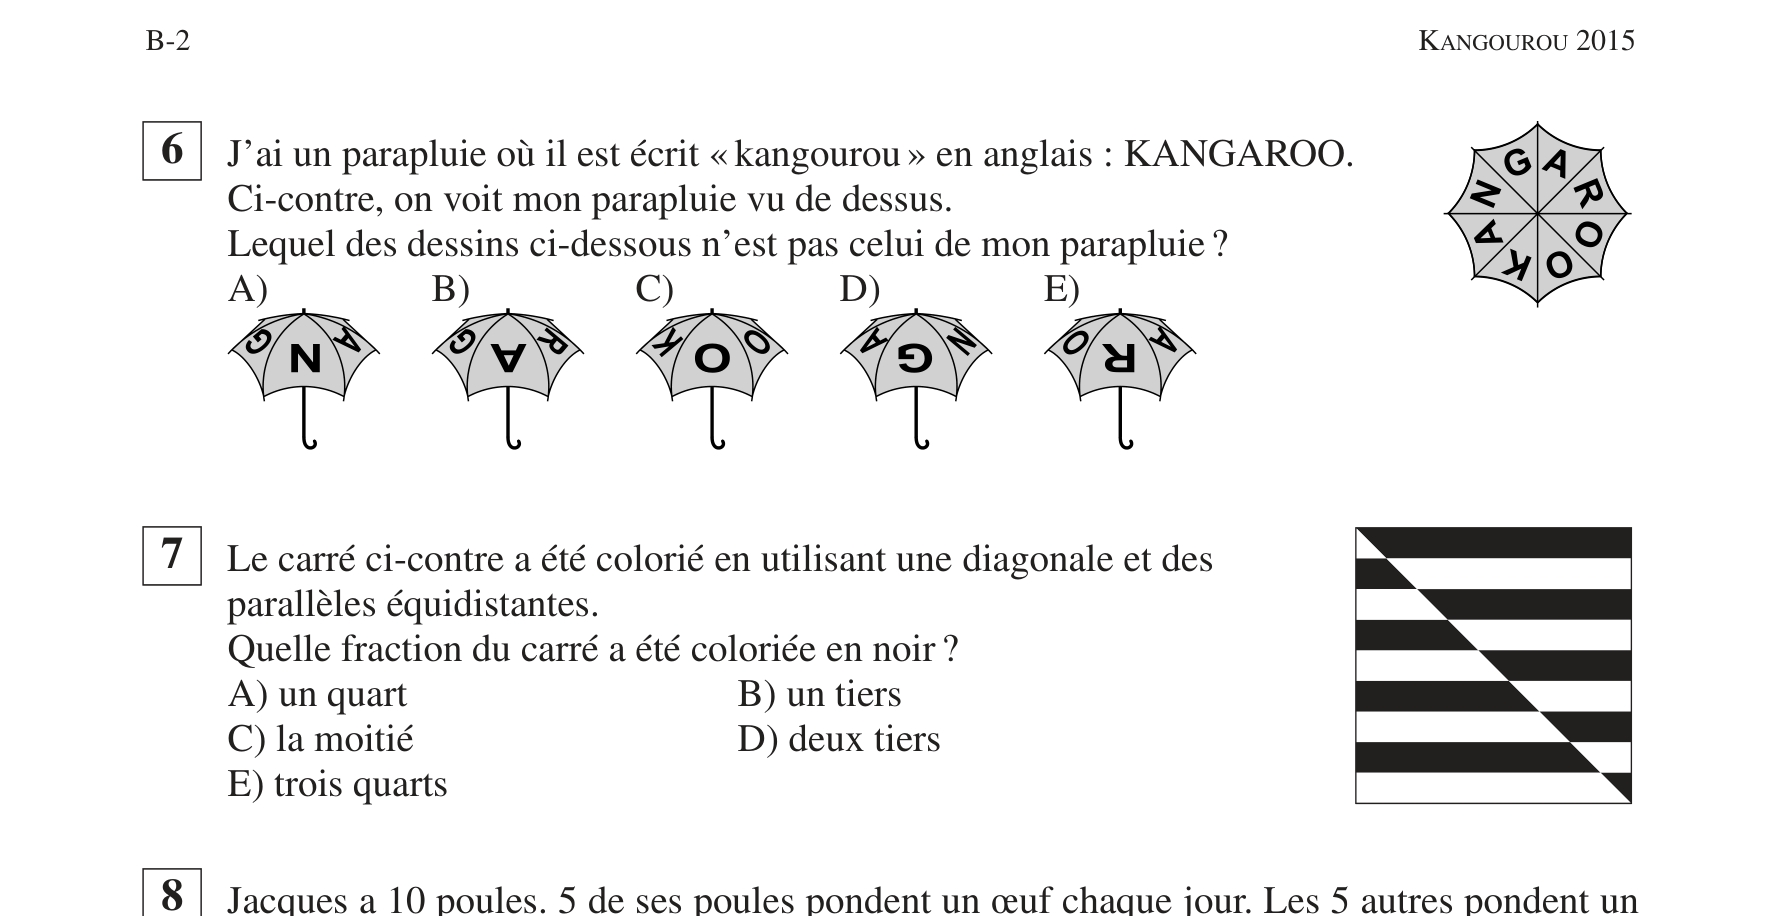 B-2 KANGOUROU 2015
6 J’ai un parapluie où il est écrit « kangourou » en anglais : KANGAROO.
Ci-contre, on voit mon parapluie vu de dessus.
Lequel des dessins ci-dessous n’est pas celui de mon parapluie ?
K A N G A R O O
A) B) C) D) E)
G N A G A R K O O A G N O R A
7 Le carré ci-contre a été colorié en utilisant une diagonale et des
parallèles équidistantes.
Quelle fraction du carré a été coloriée en noir ?
A) un quart B) un tiers
C) la moitié D) deux tiers
E) trois quarts
8 Jacques a 10 poules. 5 de ses poules pondent un œuf chaque jour. Les 5 autres pondent un